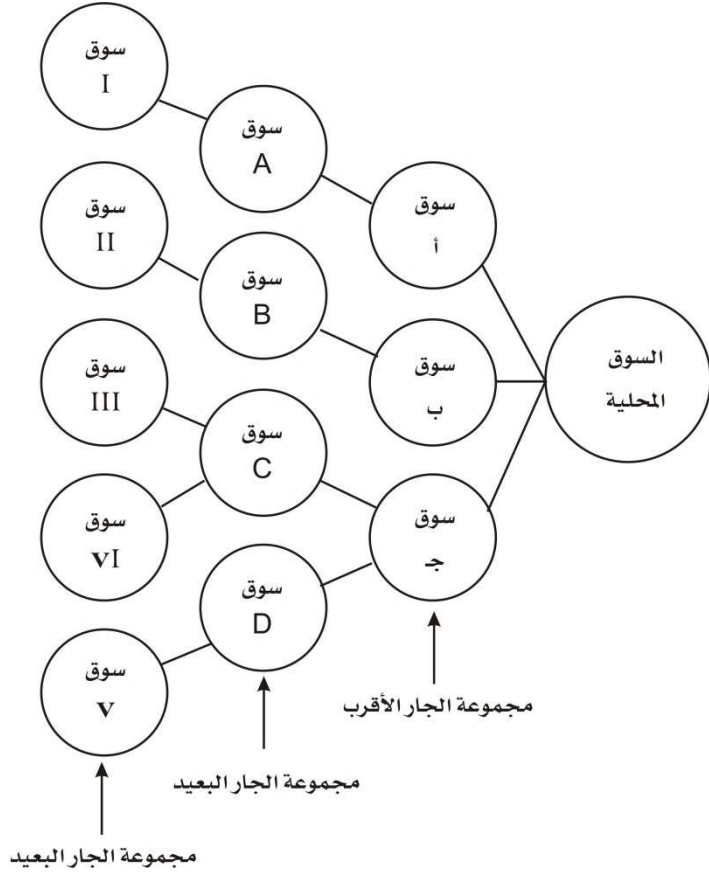 سوق
I
سوق
A
سوق
أ
سوق
II
سوق
B
السوق
المحلية
سوق
ب
سوق
III
سوق
C
سوق
جـ
سوق
vI
سوق
D
سوق
v
مجموعة الجار الأقرب
مجموعة الجار البعيد
مجموعة الجار البعيد